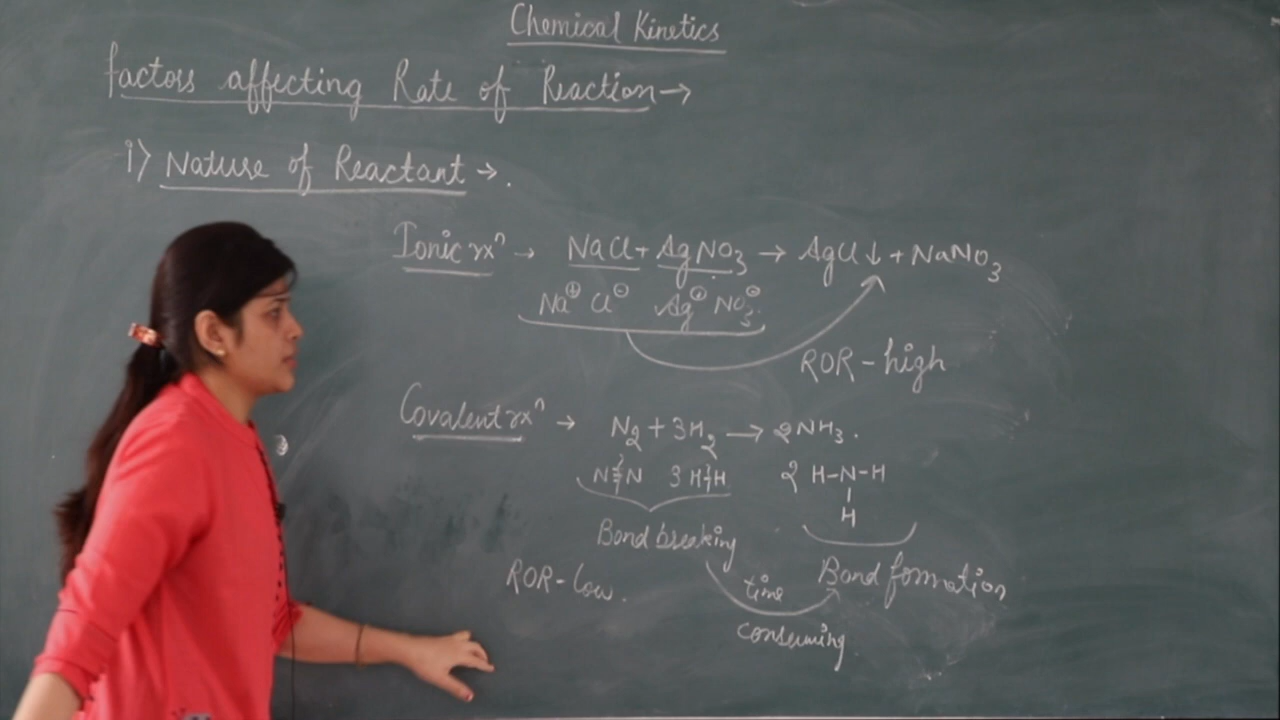 Chemical Kinetics
factors affecting Rate of Reaction→
i) Nature of Reactant →.
Ionic rxⁿ → NaCl + AgNO₃ → AgCl↓ + NaNO₃
Na⊕ Cl⊖ Ag⊕ NO₃⊖
ROR - high
Covalent rxⁿ → N₂ + 3H₂ → 2NH₃.
N≡N 3 H-H 2 H-N-H
H
Bond breaking
Bond formation
ROR - low.
time
consuming